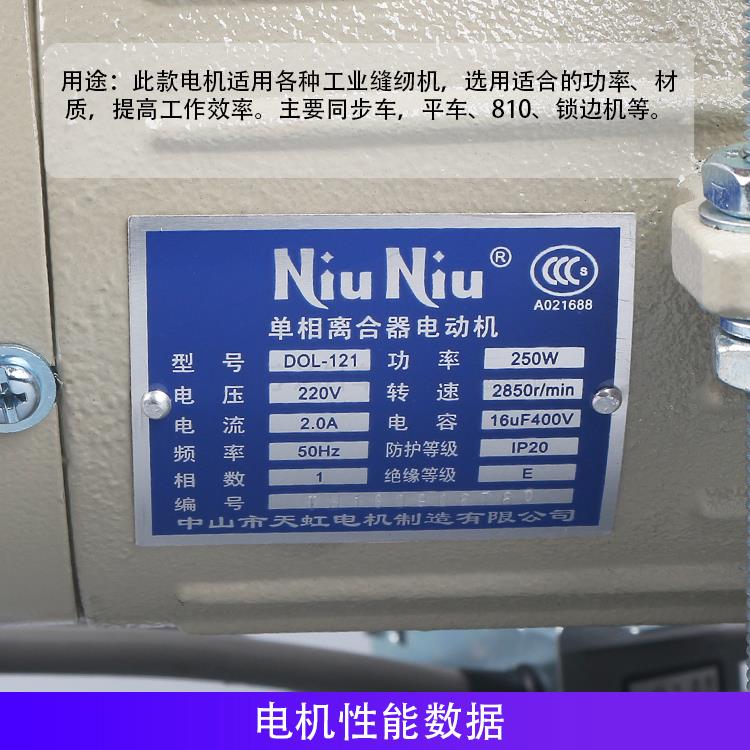 用途：此款电机适用各种工业缝纫机，选用适合的功率、材
质，提高工作效率。主要同步车，平车、810、锁边机等。
Niu Niu®
CCC S
A021688
单相离合器电动机
型号 DOL-121 功率 250W
电压 220V 转速 2850r/min
电流 2.0A 电容 16uF400V
频率 50Hz 防护等级 IP20
相数 1 绝缘等级 E
编号
中山市天虹电机制造有限公司
电机性能数据